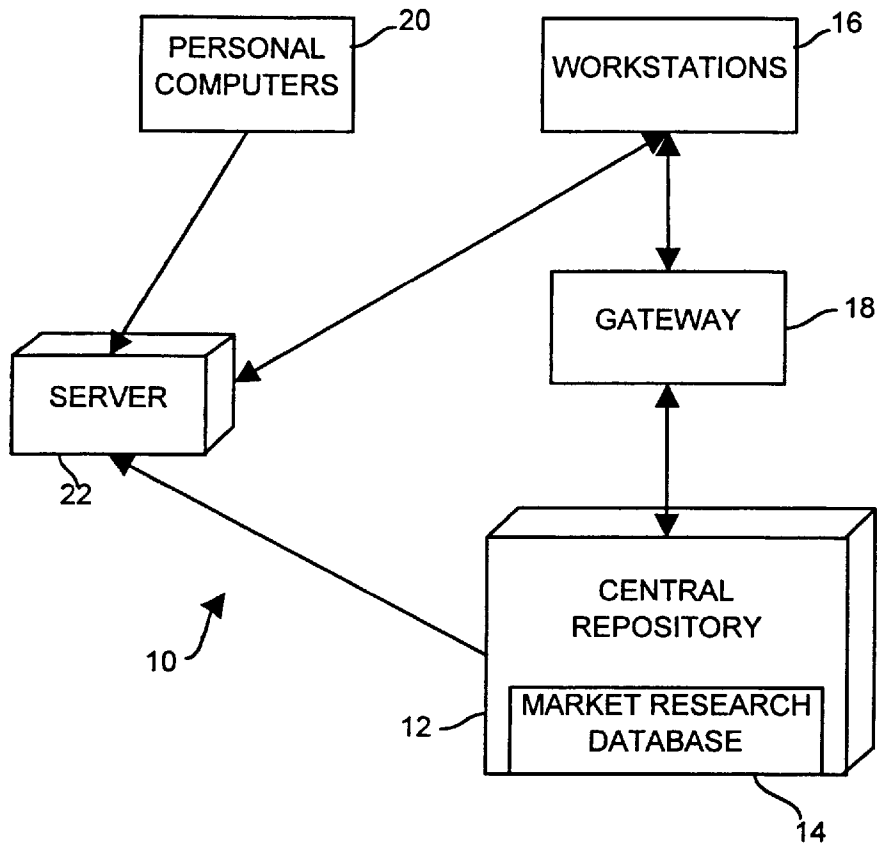 PERSONAL
COMPUTERS
20
WORKSTATIONS
16
GATEWAY
18
SERVER
22
10
CENTRAL
REPOSITORY
12
MARKET RESEARCH
DATABASE
14